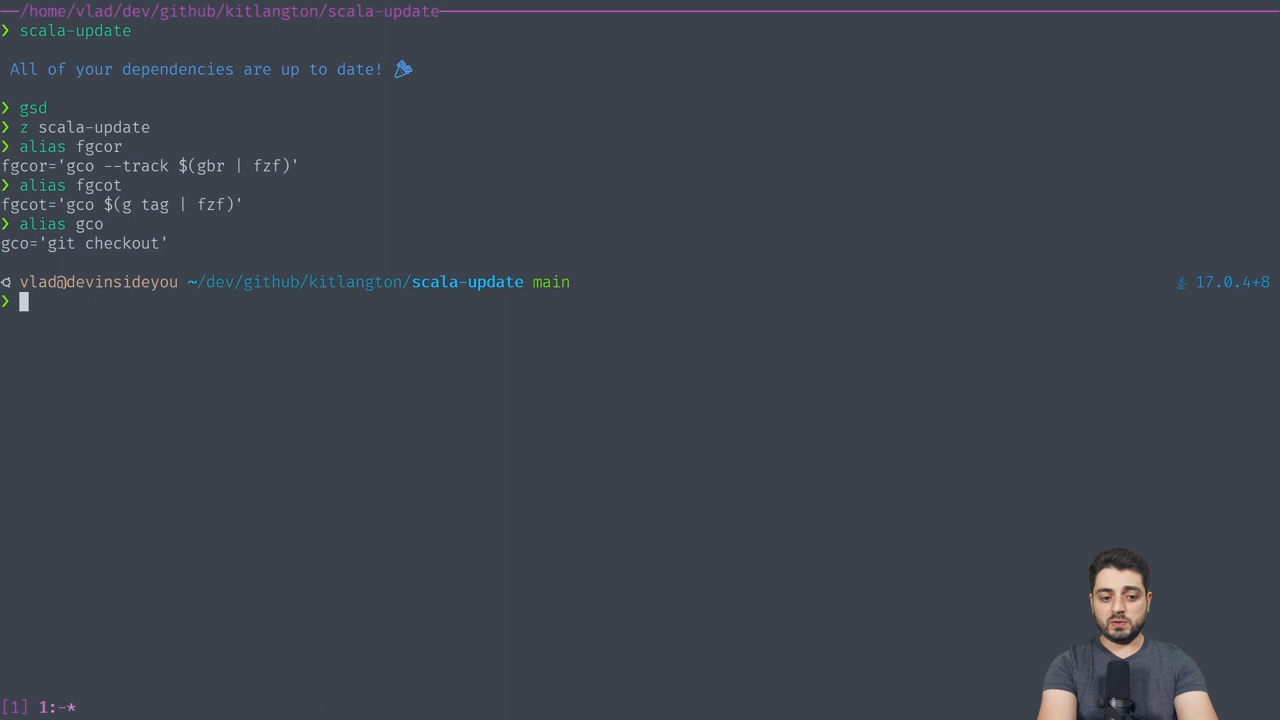 /home/vlad/dev/github/kitlangton/scala-update
❯ scala-update
All of your dependencies are up to date! 🎉
❯ gsd
❯ z scala-update
❯ alias fgcor
fgcor='gco --track $(gbr | fzf)'
❯ alias fgcot
fgcot='gco $(g tag | fzf)'
❯ alias gco
gco='git checkout'
vlad@devinsideyou ~/dev/github/kitlangton/scala-update main 17.0.4+8
❯
[1] 1:-*